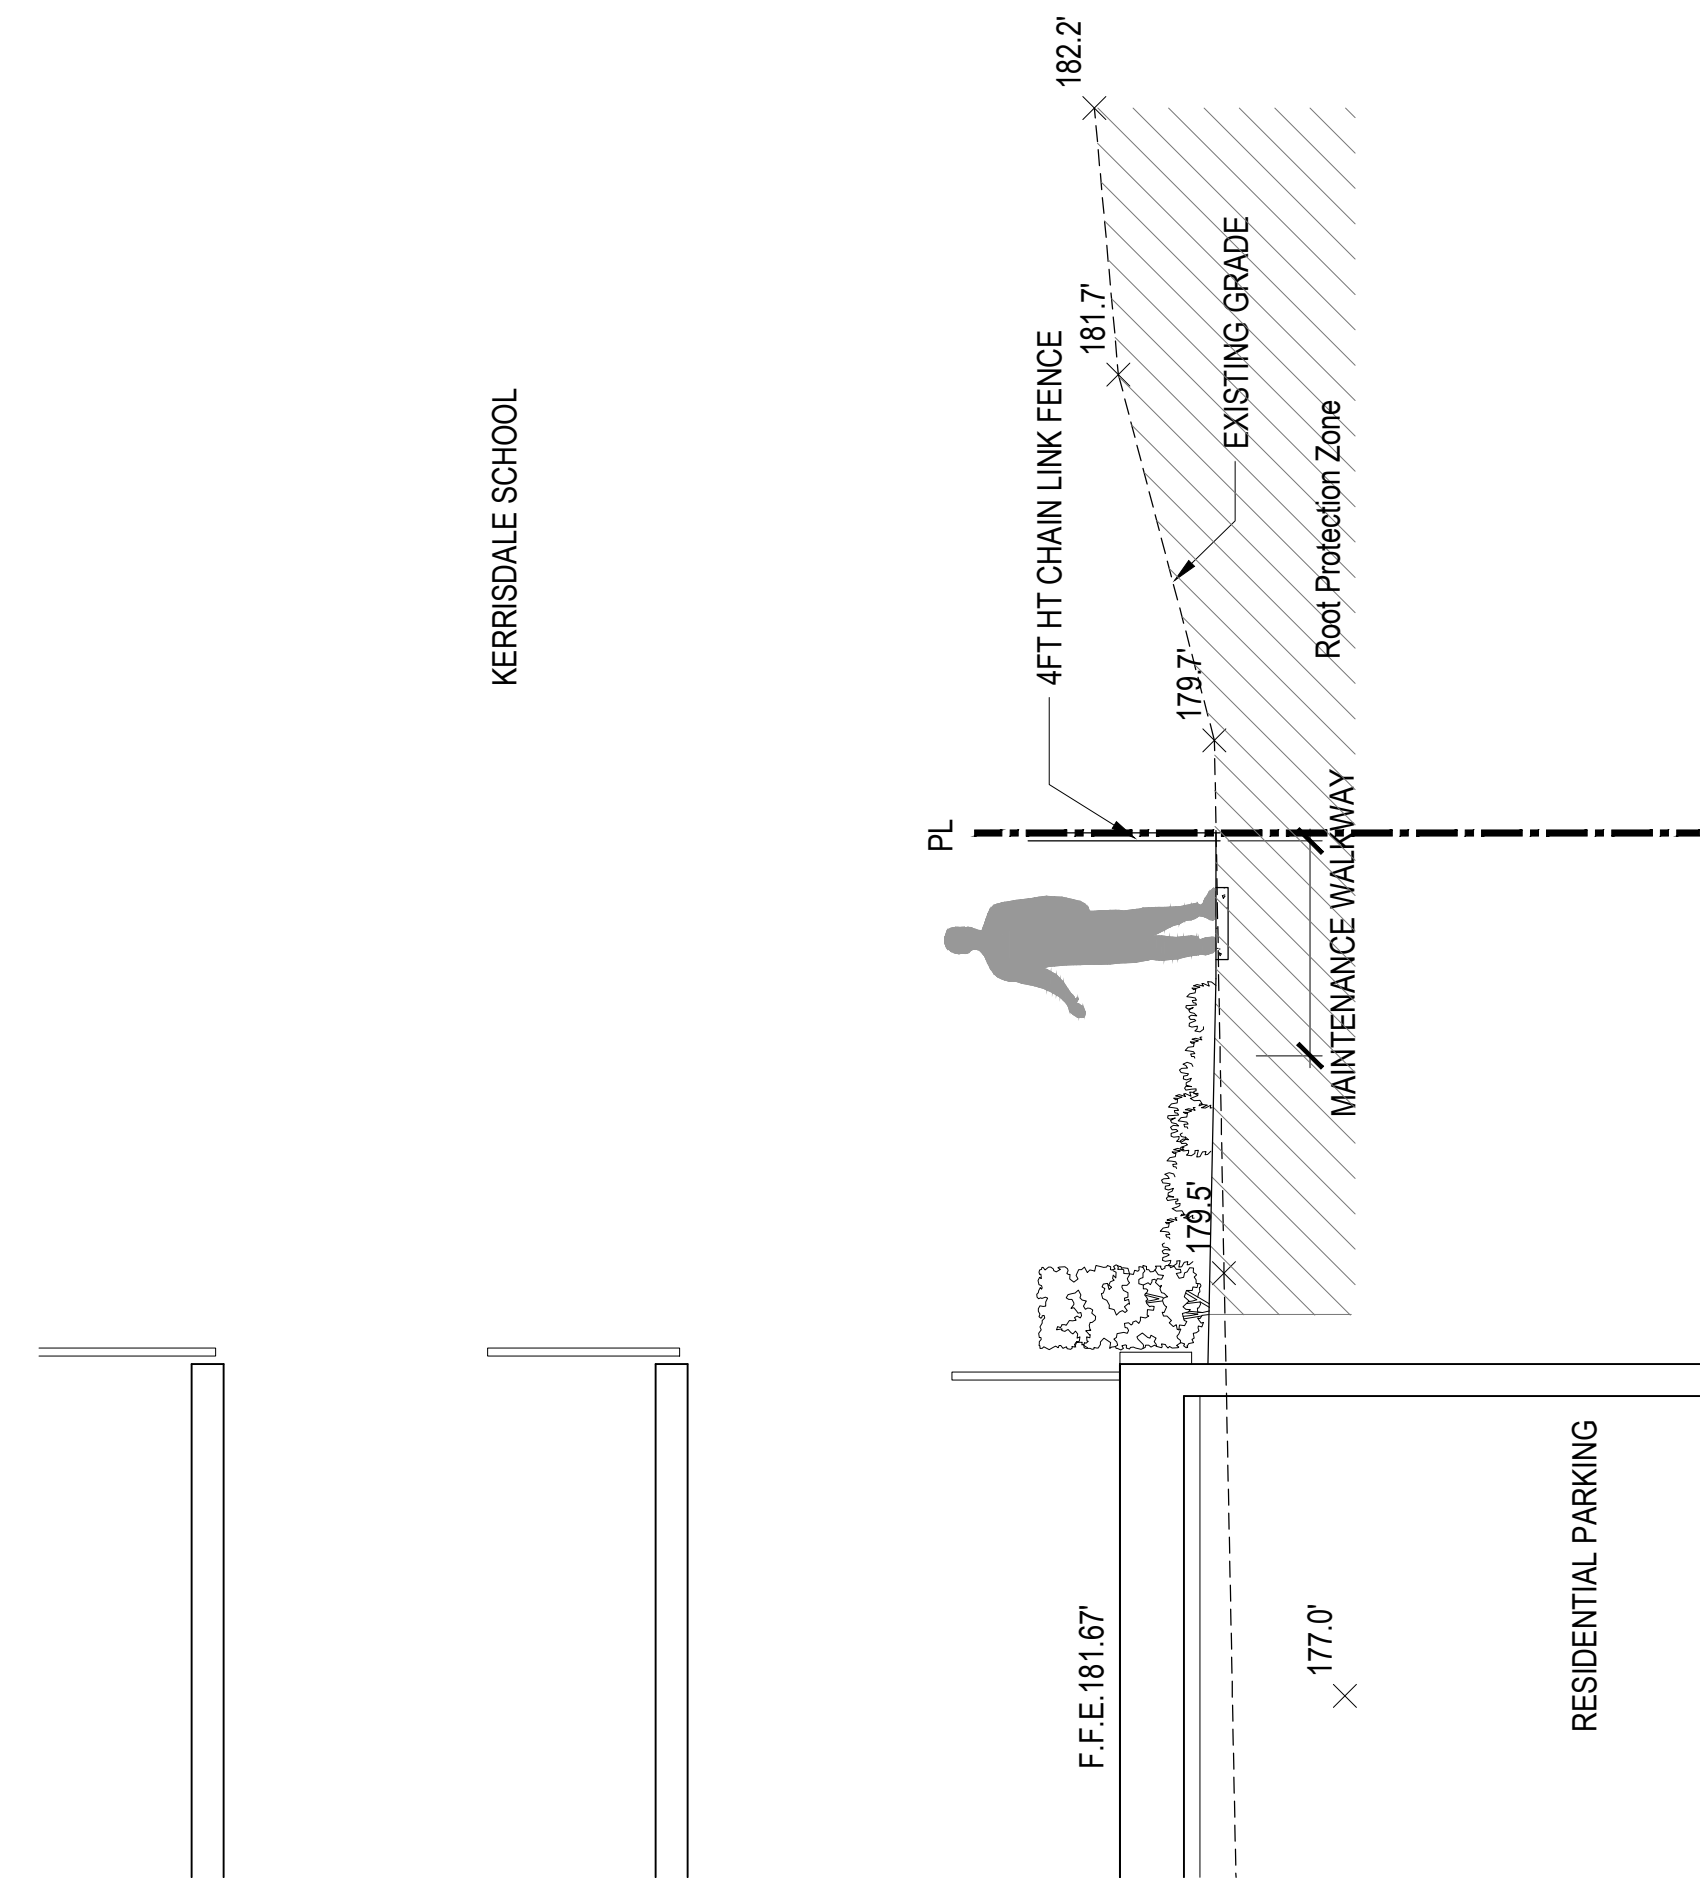 KERRISDALE SCHOOL
PL
4FT HT CHAIN LINK FENCE
182.2'
181.7'
F.F.E.181.67'
179.7'
179.5'
EXISTING GRADE
177.0'
Root Protection Zone
MAINTENANCE WALKWAY
RESIDENTIAL PARKING